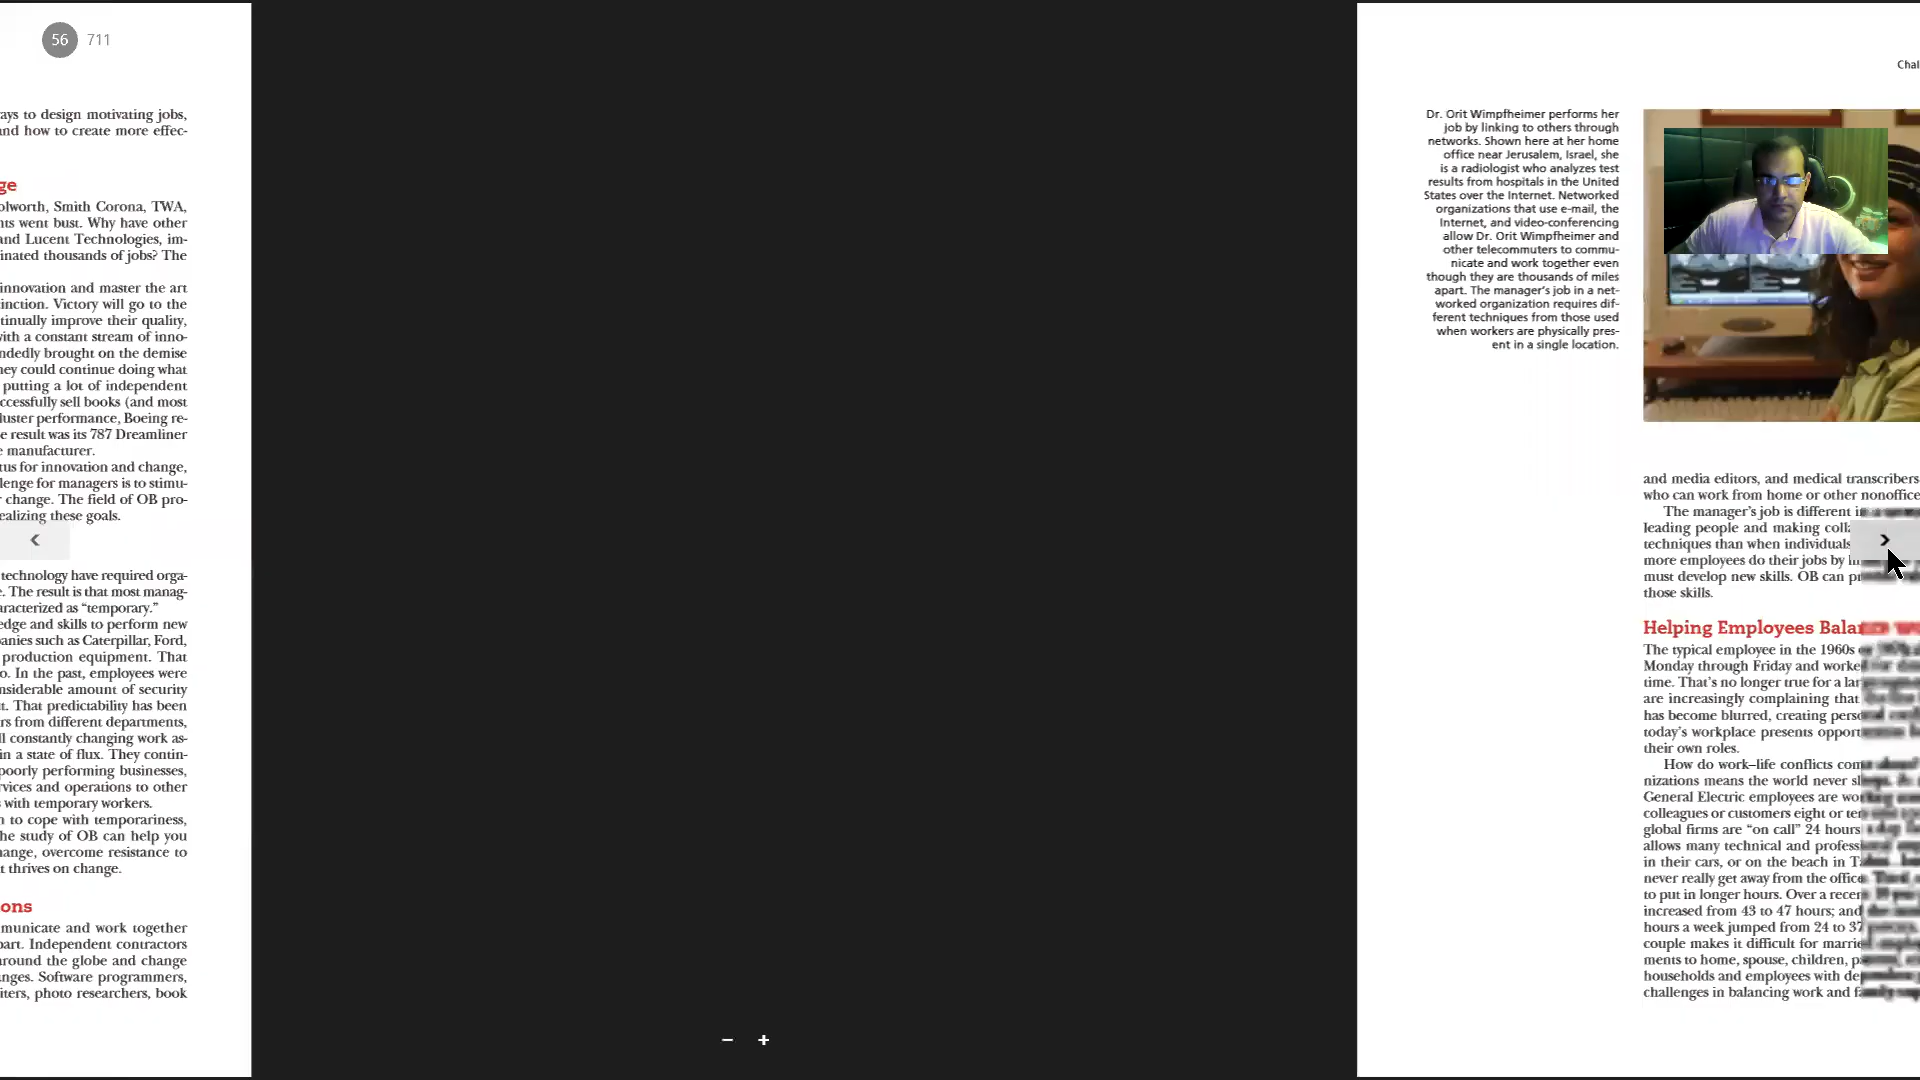 56 711
ays to design motivating jobs,
and how to create more effec-
ge
olworth, Smith Corona, TWA,
nts went bust. Why have other
and Lucent Technologies, im-
inated thousands of jobs? The
innovation and master the art
inction. Victory will go to the
tinually improve their quality,
with a constant stream of inno-
ndedly brought on the demise
hey could continue doing what
putting a lot of independent
ccessfully sell books (and most
luster performance, Boeing re-
e result was its 787 Dreamliner
e manufacturer.
tus for innovation and change,
lenge for managers is to stimu-
r change. The field of OB pro-
ealizing these goals.
technology have required orga-
e. The result is that most manag-
aracterized as “temporary.”
edge and skills to perform new
panies such as Caterpillar, Ford,
production equipment. That
o. In the past, employees were
nsiderable amount of security
t. That predictability has been
rs from different departments,
ll constantly changing work as-
in a state of flux. They contin-
poorly performing businesses,
rvices and operations to other
s with temporary workers.
n to cope with temporariness,
he study of OB can help you
hange, overcome resistance to
t thrives on change.
ons
municate and work together
part. Independent contractors
around the globe and change
nges. Software programmers,
iters, photo researchers, book
Chal
Dr. Orit Wimpfheimer performs her
job by linking to others through
networks. Shown here at her home
office near Jerusalem, Israel, she
is a radiologist who analyzes test
results from hospitals in the United
States over the Internet. Networked
organizations that use e-mail, the
Internet, and video-conferencing
allow Dr. Orit Wimpfheimer and
other telecommuters to commu-
nicate and work together even
though they are thousands of miles
apart. The manager’s job in a net-
worked organization requires dif-
ferent techniques from those used
when workers are physically pres-
ent in a single location.
and media editors, and medical transcribers
who can work from home or other nonoffice
The manager’s job is different
leading people and making colla
techniques than when individuals
more employees do their jobs by
must develop new skills. OB can
those skills.
Helping Employees Balan
The typical employee in the 1960s
Monday through Friday and worked
time. That’s no longer true for a
are increasingly complaining that
has become blurred, creating
today’s workplace presents
their own roles.
How do work–life conflicts
nizations means the world never
General Electric employees are
colleagues or customers eight or
global firms are “on call” 24 hours
allows many technical and
in their cars, or on the beach in
never really get away from the office
to put in longer hours. Over a
increased from 43 to 47 hours; and
hours a week jumped from 24 to
couple makes it difficult for
ments to home, spouse, children,
households and employees with
challenges in balancing work and